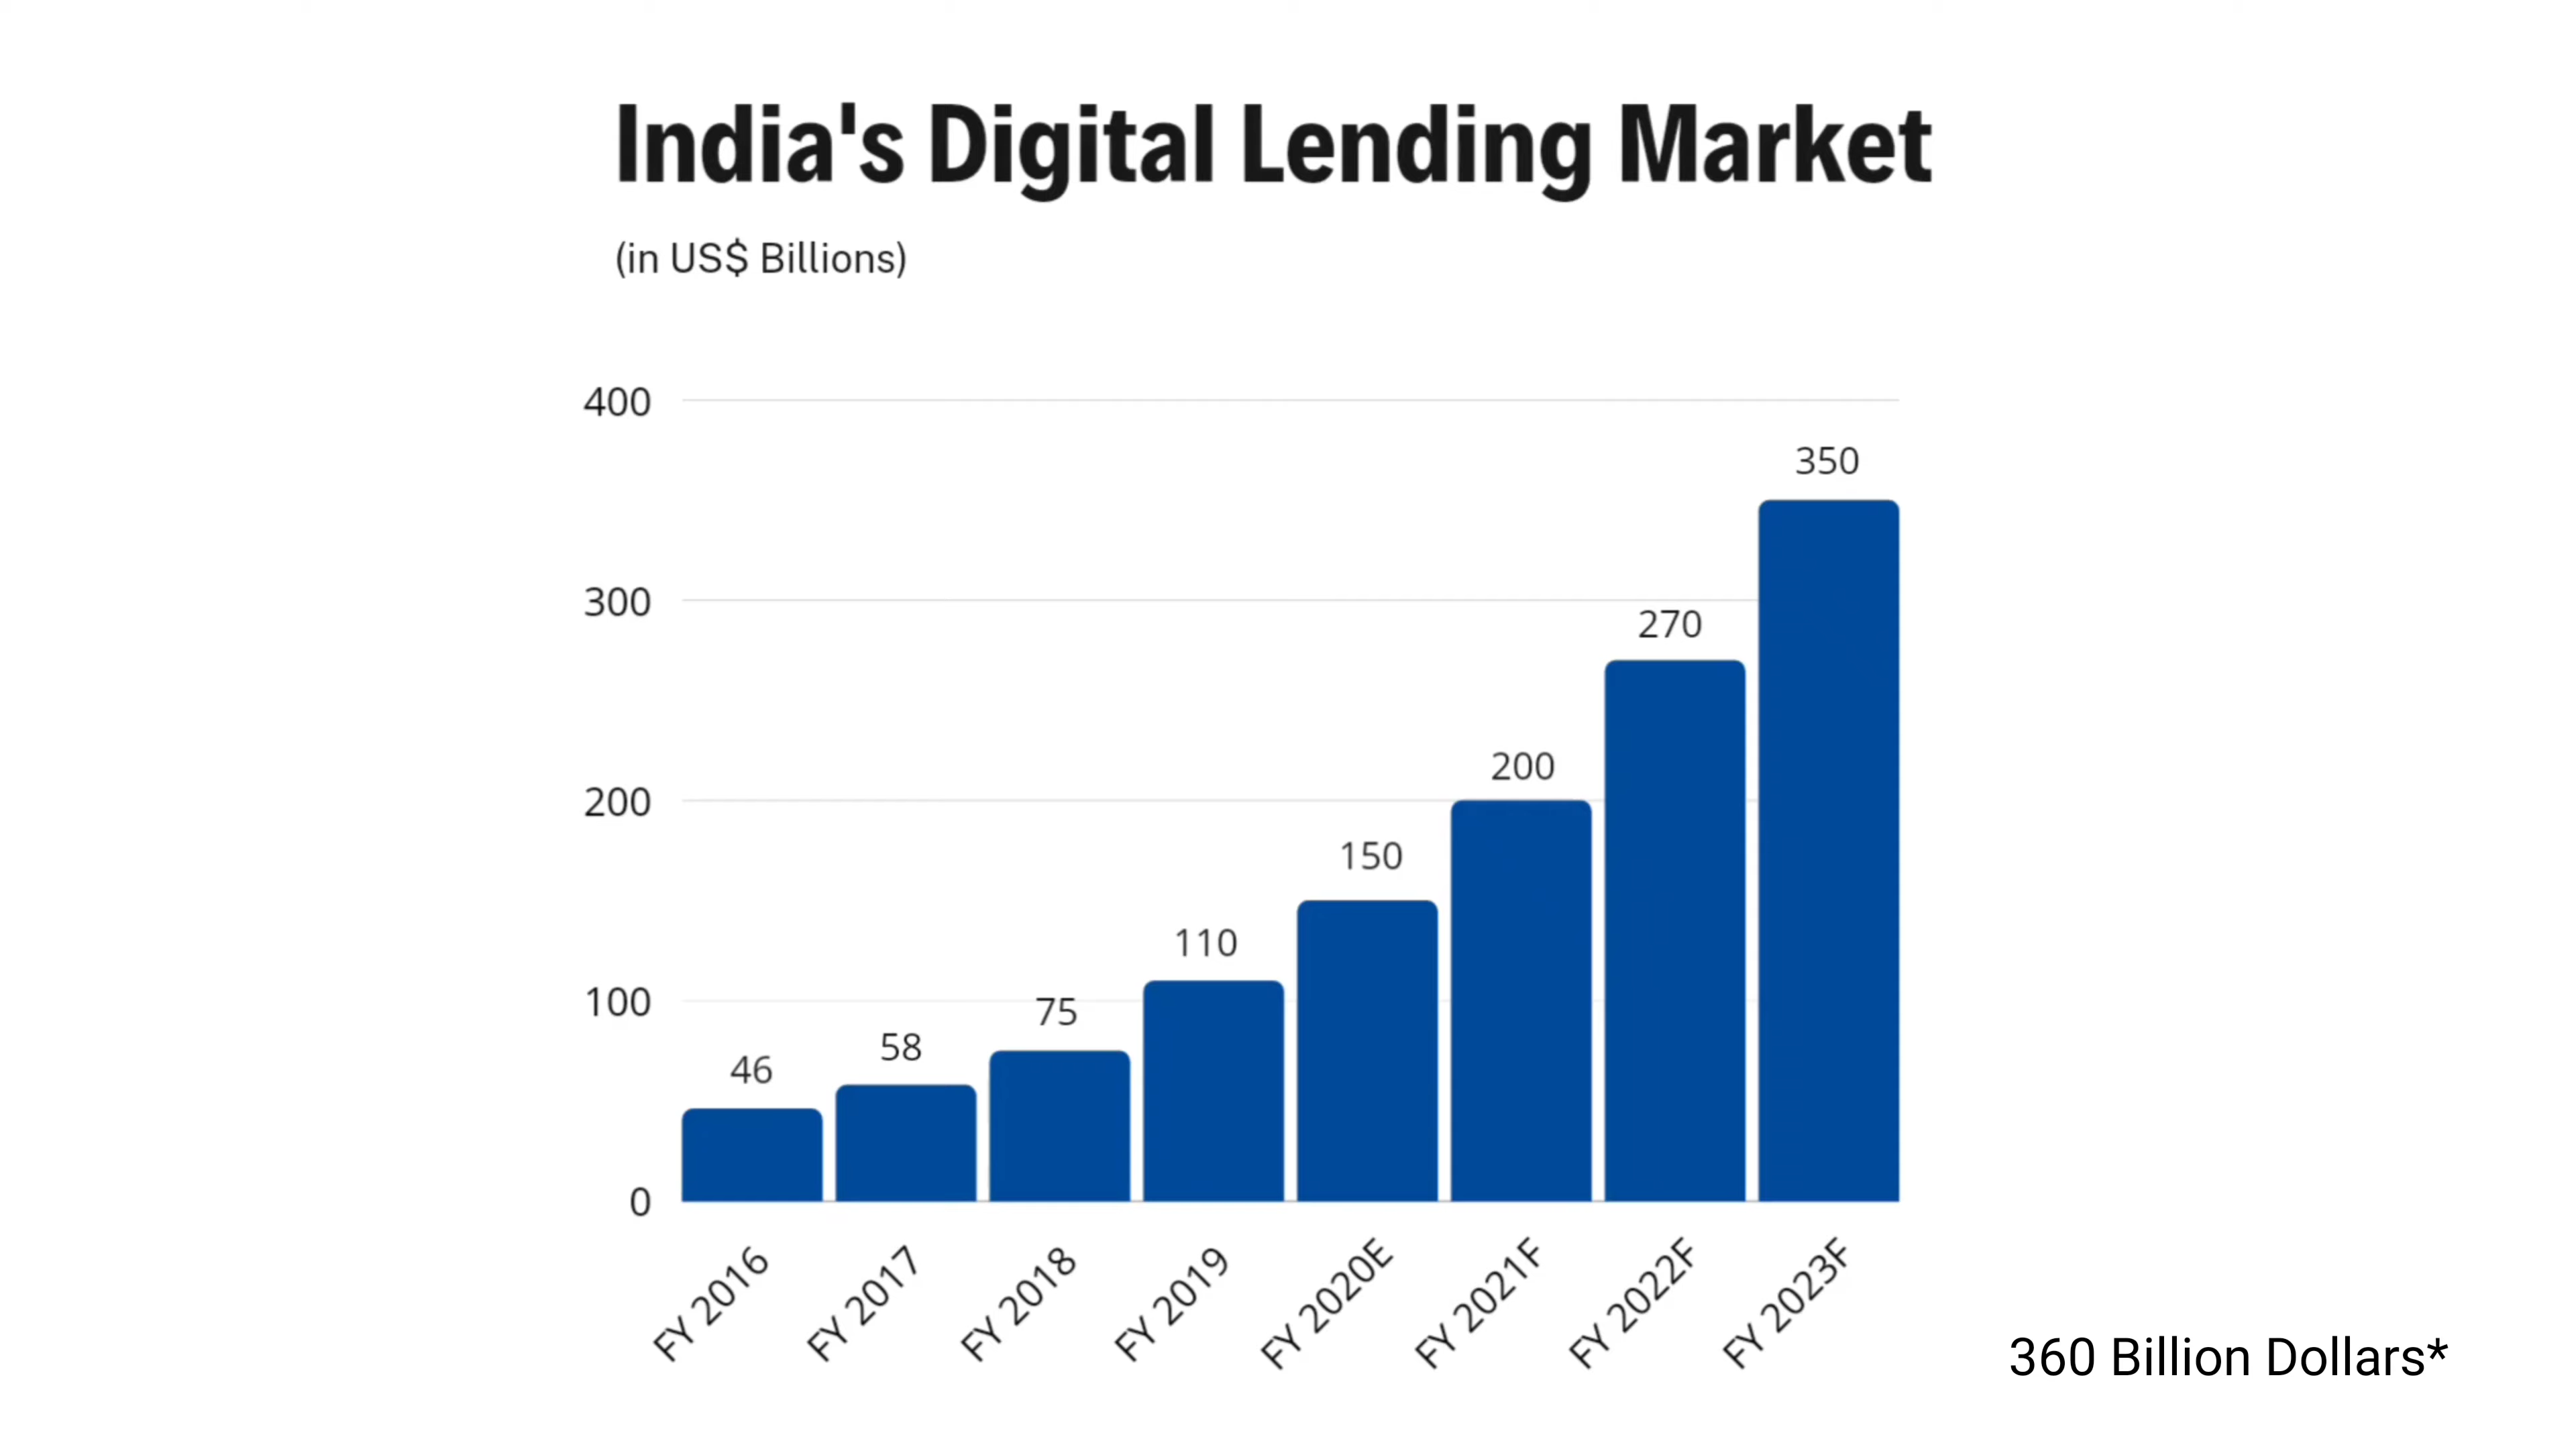 India's Digital Lending Market
(in US$ Billions)
400
300
200
100
0
46
58
75
110
150
200
270
350
FY 2016
FY 2017
FY 2018
FY 2019
FY 2020E
FY 2021F
FY 2022F
FY 2023F
360 Billion Dollars*